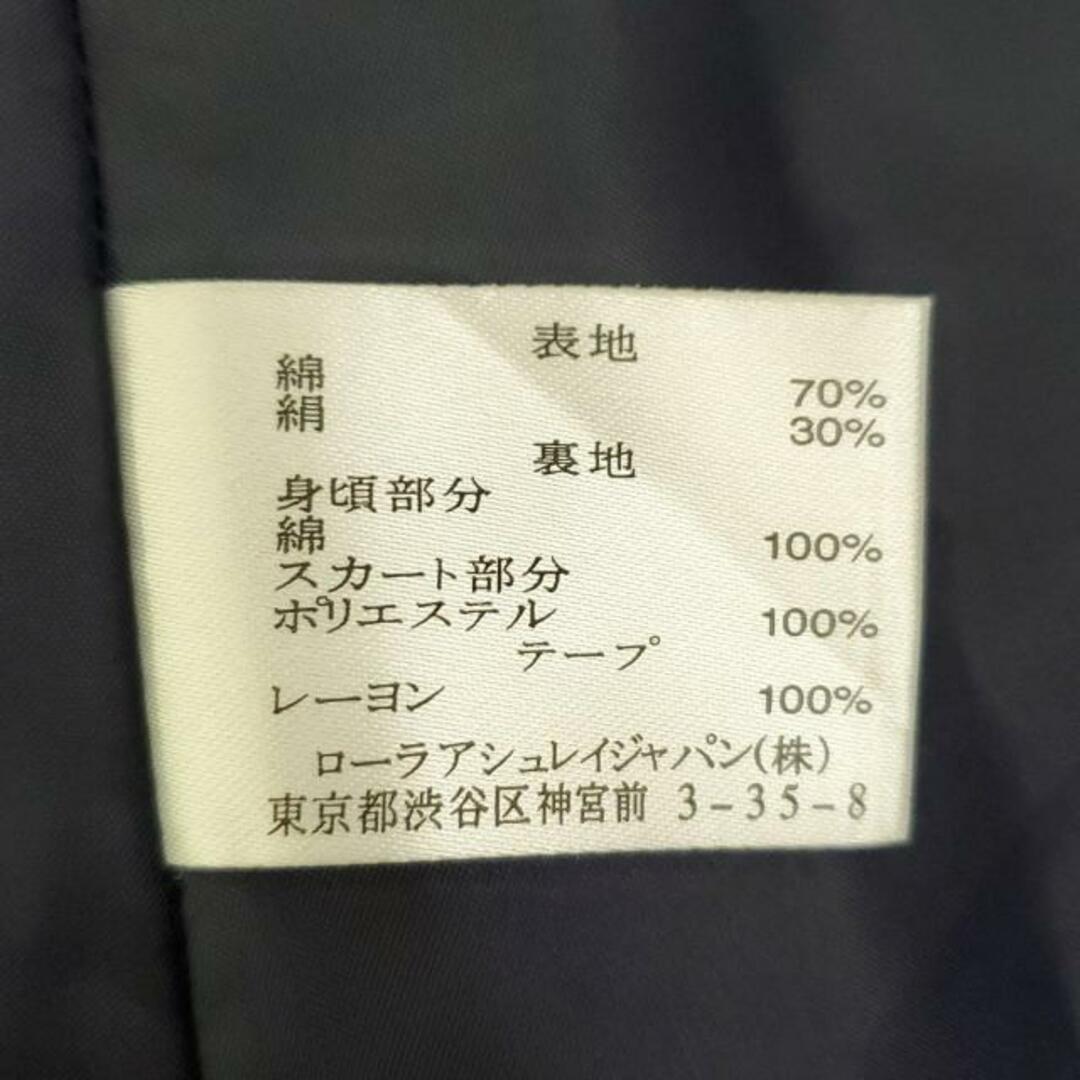 表地
綿 70%
絹 30%
裏地
身頃部分
綿 100%
スカート部分
ポリエステル 100%
テープ
レーヨン 100%
ローラアシュレイジャパン(株)
東京都渋谷区神宮前 3-35-8